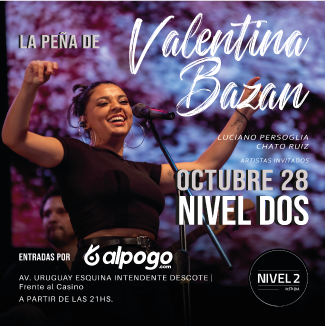 LA PEÑA DE
Valentina
Bazan
LUCIANO PERSOGLIA
CHATO RUIZ
ARTISTAS INVITADOS
OCTUBRE 28
NIVEL DOS
ENTRADAS POR
alpogo
.com
AV. URUGUAY ESQUINA INTENDENTE DESCOTE |
Frente al Casino
A PARTIR DE LAS 21HS.
NIVEL 2